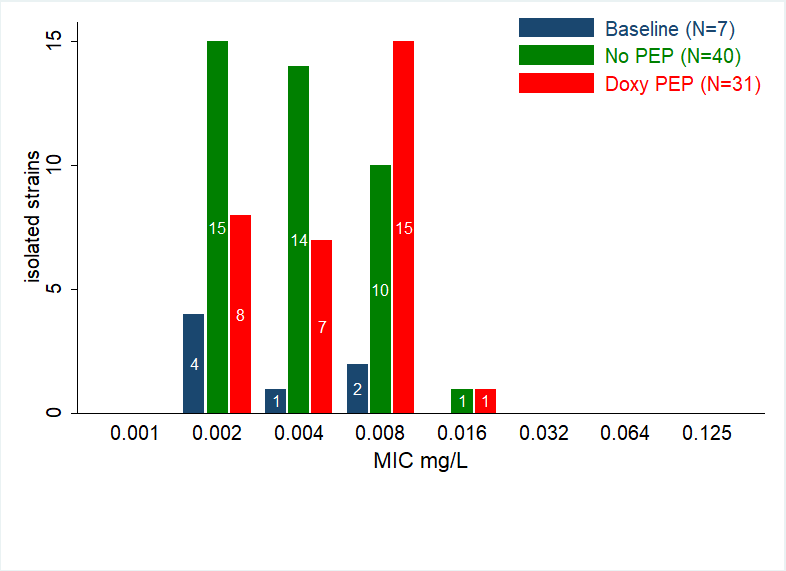 Baseline (N=7)
No PEP (N=40)
Doxy PEP (N=31)
isolated strains
15
10
5
0
4
15
8
1
14
7
2
10
15
1
1
0.001 0.002 0.004 0.008 0.016 0.032 0.064 0.125
MIC mg/L